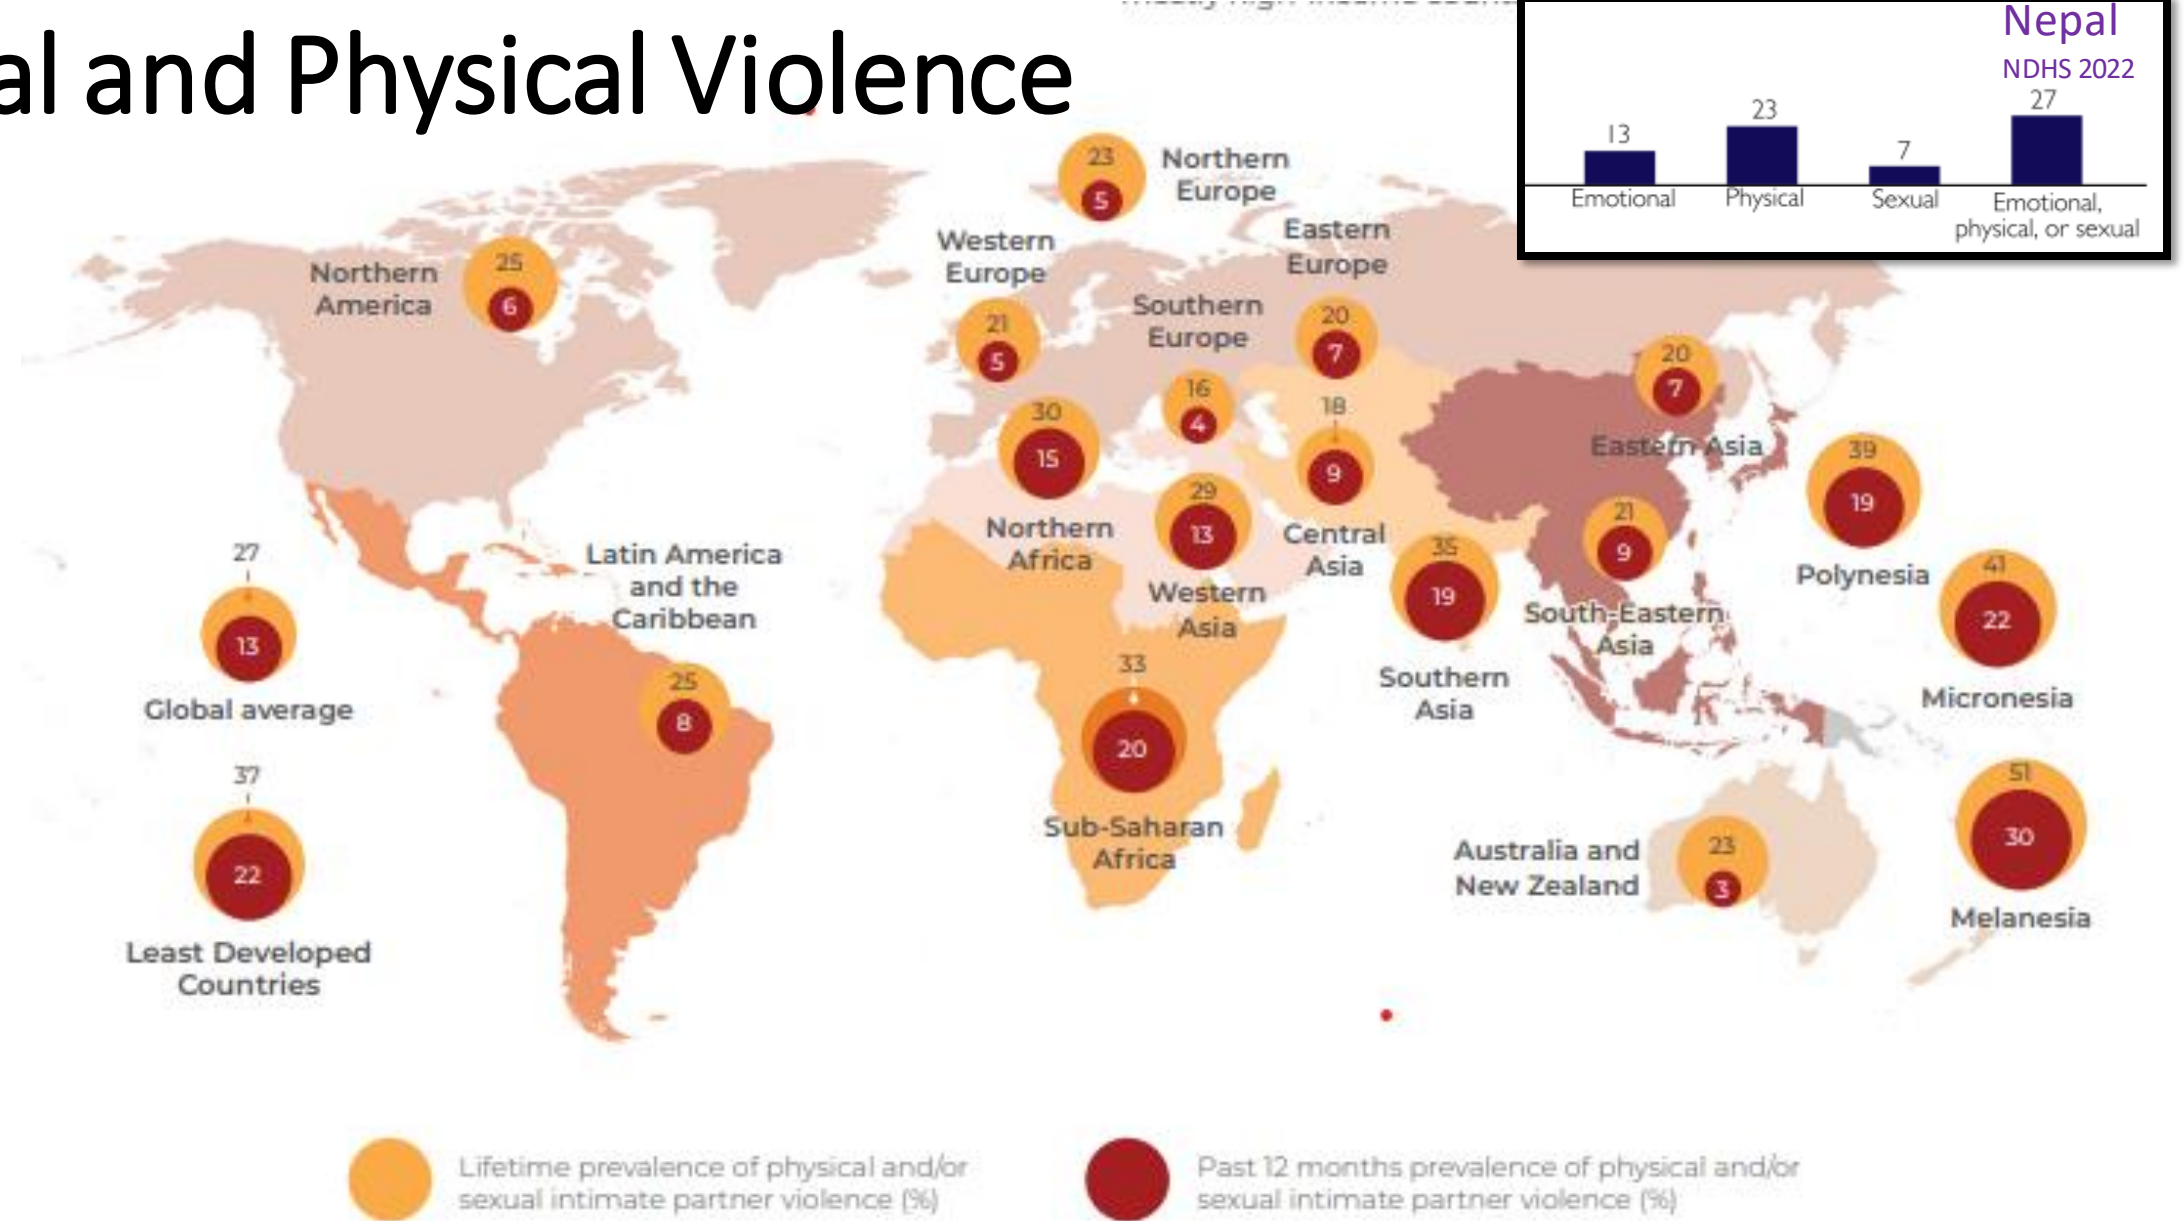 al and Physical Violence
Nepal
NDHS 2022
13
23
7
27
Emotional
Physical
Sexual
Emotional,
physical, or sexual
23
5
Northern
Europe
Western
Europe
21
5
Eastern
Europe
20
7
Southern
Europe
16
4
Northern
America
25
6
20
7
Eastern Asia
30
15
Northern
Africa
29
13
Western
Asia
18
9
Central
Asia
39
19
Polynesia
35
19
Southern
Asia
21
9
South-Eastern
Asia
41
22
Micronesia
27
13
Global average
Latin America
and the
Caribbean
25
8
33
20
Sub-Saharan
Africa
37
22
Least Developed
Countries
Australia and
New Zealand
23
3
51
30
Melanesia
Lifetime prevalence of physical and/or
sexual intimate partner violence (%)
Past 12 months prevalence of physical and/or
sexual intimate partner violence (%)